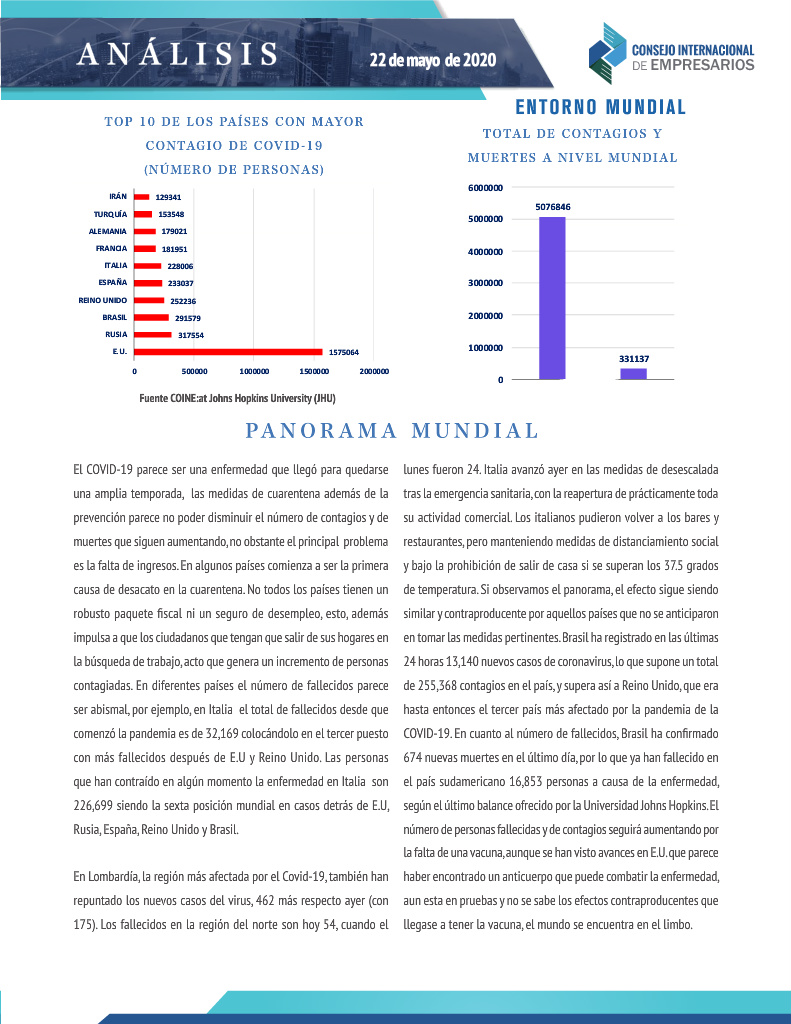 ANÁLISIS
22 de mayo de 2020
CONSEJO INTERNACIONAL
DE EMPRESARIOS
ENTORNO MUNDIAL
TOP 10 DE LOS PAÍSES CON MAYOR
CONTAGIO DE COVID-19
(NÚMERO DE PERSONAS)
IRÁN 129341
TURQUÍA 153548
ALEMANIA 179021
FRANCIA 181951
ITALIA 228006
ESPAÑA 233037
REINO UNIDO 252236
BRASIL 291579
RUSIA 317554
E.U. 1575064
0 500000 1000000 1500000 2000000
Fuente COINE:at Johns Hopkins University (JHU)
TOTAL DE CONTAGIOS Y
MUERTES A NIVEL MUNDIAL
6000000
5000000
4000000
3000000
2000000
1000000
0
5076846
331137
PANORAMA MUNDIAL
El COVID-19 parece ser una enfermedad que llegó para quedarse
una amplia temporada, las medidas de cuarentena además de la
prevención parece no poder disminuir el número de contagios y de
muertes que siguen aumentando, no obstante el principal problema
es la falta de ingresos. En algunos países comienza a ser la primera
causa de desacato en la cuarentena. No todos los países tienen un
robusto paquete fiscal ni un seguro de desempleo, esto, además
impulsa a que los ciudadanos que tengan que salir de sus hogares en
la búsqueda de trabajo, acto que genera un incremento de personas
contagiadas. En diferentes países el número de fallecidos parece
ser abismal, por ejemplo, en Italia el total de fallecidos desde que
comenzó la pandemia es de 32,169 colocándolo en el tercer puesto
con más fallecidos después de E.U y Reino Unido. Las personas
que han contraído en algún momento la enfermedad en Italia son
226,699 siendo la sexta posición mundial en casos detrás de E.U,
Rusia, España, Reino Unido y Brasil.
En Lombardía, la región más afectada por el Covid-19, también han
repuntado los nuevos casos del virus, 462 más respecto ayer (con
175). Los fallecidos en la región del norte son hoy 54, cuando el
lunes fueron 24. Italia avanzó ayer en las medidas de desescalada
tras la emergencia sanitaria, con la reapertura de prácticamente toda
su actividad comercial. Los italianos pudieron volver a los bares y
restaurantes, pero manteniendo medidas de distanciamiento social
y bajo la prohibición de salir de casa si se superan los 37.5 grados
de temperatura. Si observamos el panorama, el efecto sigue siendo
similar y contraproducente por aquellos países que no se anticiparon
en tomar las medidas pertinentes. Brasil ha registrado en las últimas
24 horas 13,140 nuevos casos de coronavirus, lo que supone un total
de 255,368 contagios en el país, y supera así a Reino Unido, que era
hasta entonces el tercer país más afectado por la pandemia de la
COVID-19. En cuanto al número de fallecidos, Brasil ha confirmado
674 nuevas muertes en el último día, por lo que ya han fallecido en
el país sudamericano 16,853 personas a causa de la enfermedad,
según el último balance ofrecido por la Universidad Johns Hopkins. El
número de personas fallecidas y de contagios seguirá aumentando por
la falta de una vacuna, aunque se han visto avances en E.U. que parece
haber encontrado un anticuerpo que puede combatir la enfermedad,
aun esta en pruebas y no se sabe los efectos contraproducentes que
llegase a tener la vacuna, el mundo se encuentra en el limbo.